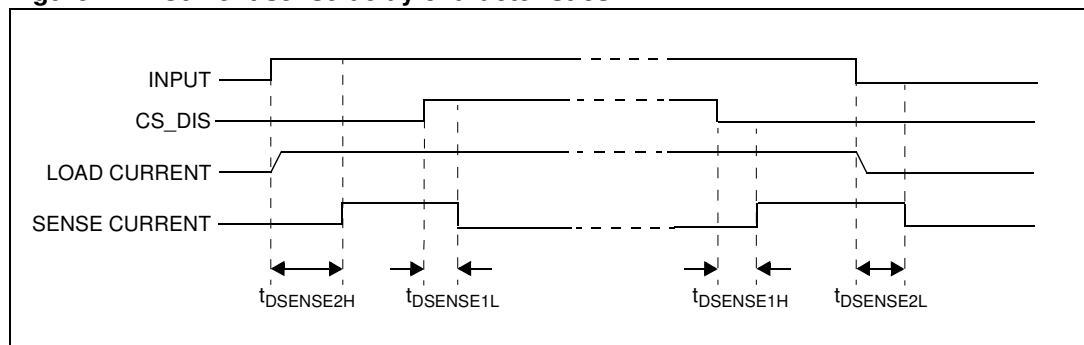 INPUT
CS_DIS
LOAD CURRENT
SENSE CURRENT
tDSENSE2H tDSENSE1L tDSENSE1H tDSENSE2L